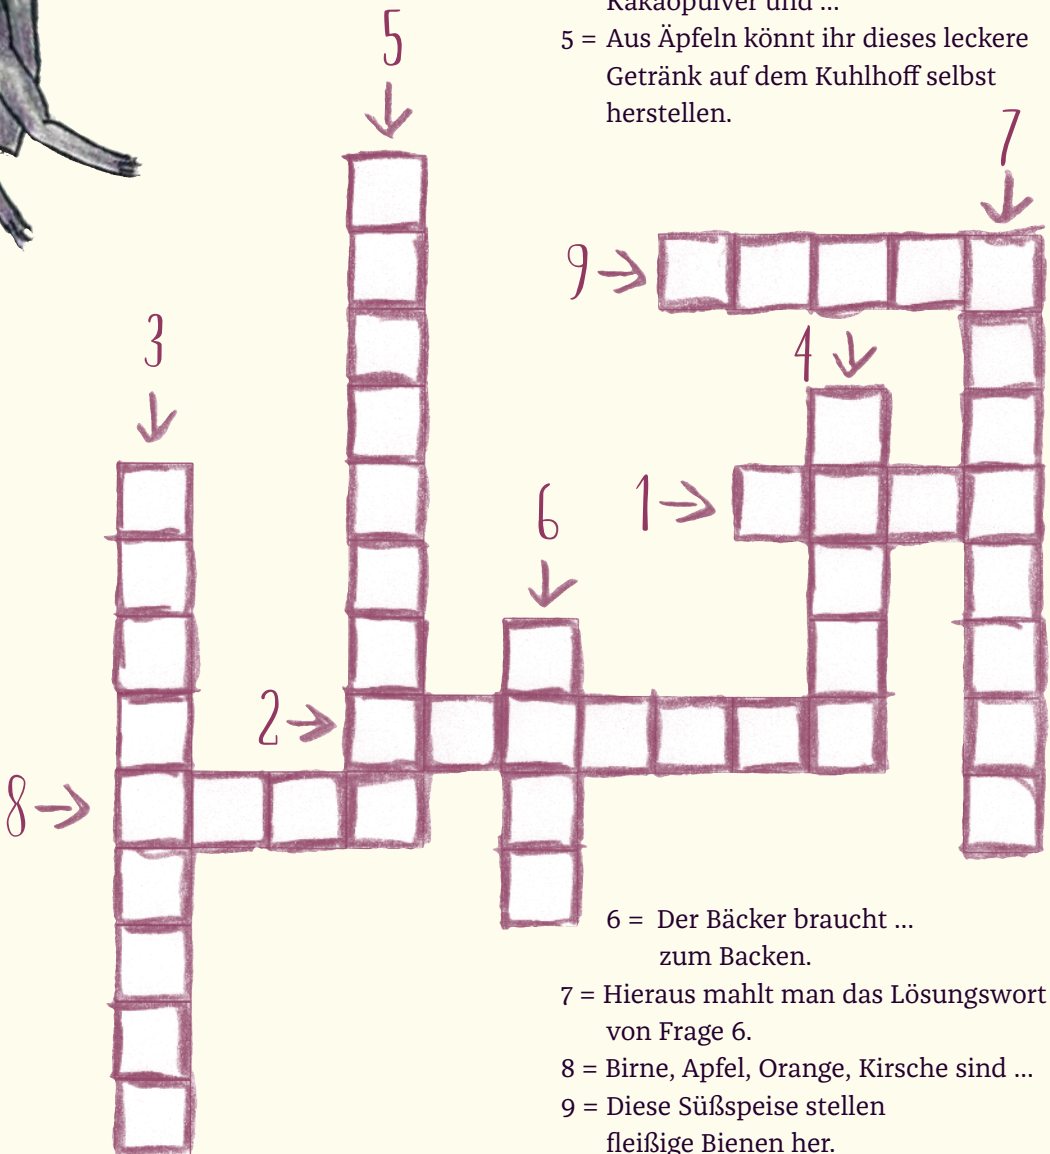 Kakaopulver und ...
5 = Aus Äpfeln könnt ihr dieses leckere
Getränk auf dem Kuhlhoff selbst
herstellen.
5
7
9
3
4
6
1
2
8
6 = Der Bäcker braucht ...
zum Backen.
7 = Hieraus mahlt man das Lösungswort
von Frage 6.
8 = Birne, Apfel, Orange, Kirsche sind ...
9 = Diese Süßspeise stellen
fleißige Bienen her.